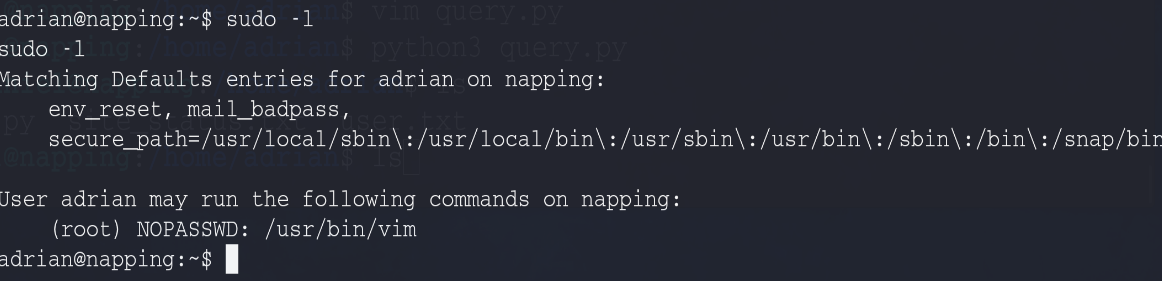 adrian@napping:~$ sudo -l
sudo -l
Matching Defaults entries for adrian on napping:
    env_reset, mail_badpass,
    secure_path=/usr/local/sbin\:/usr/local/bin\:/usr/sbin\:/usr/bin\:/sbin\:/bin\:/snap/bin

User adrian may run the following commands on napping:
    (root) NOPASSWD: /usr/bin/vim
adrian@napping:~$